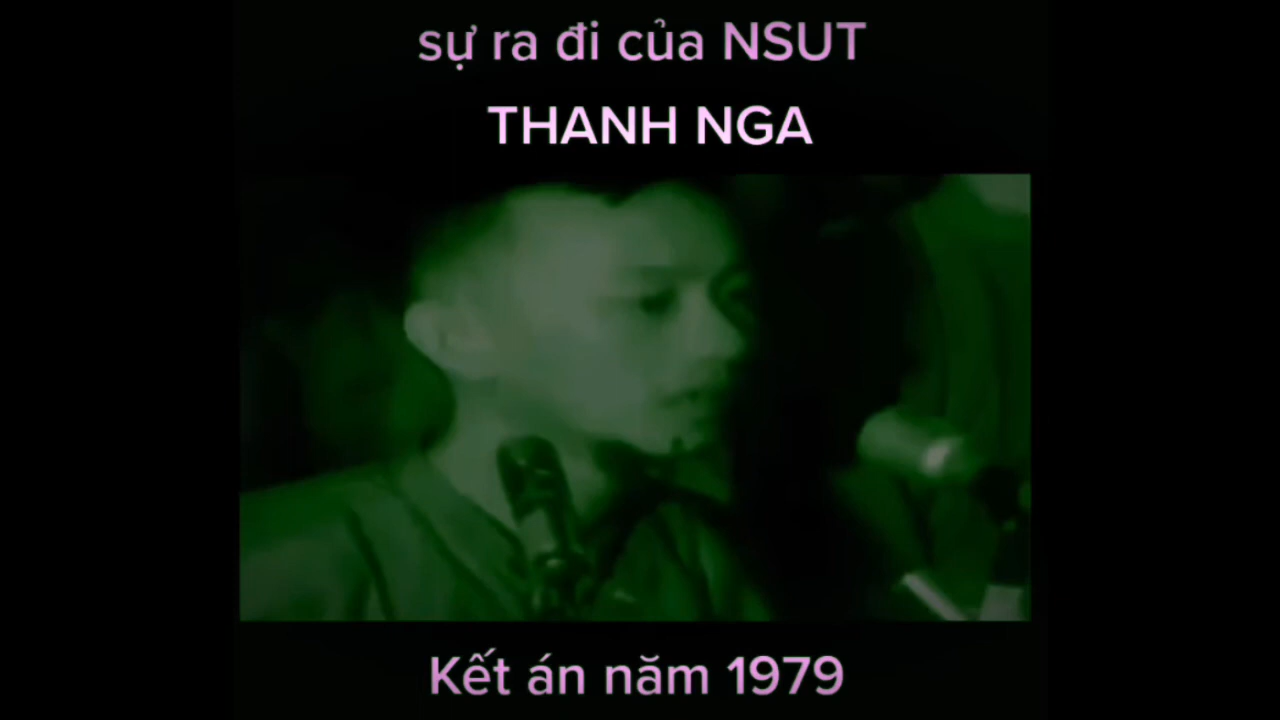 sự ra đi của NSUT
THANH NGA
Kết án năm 1979